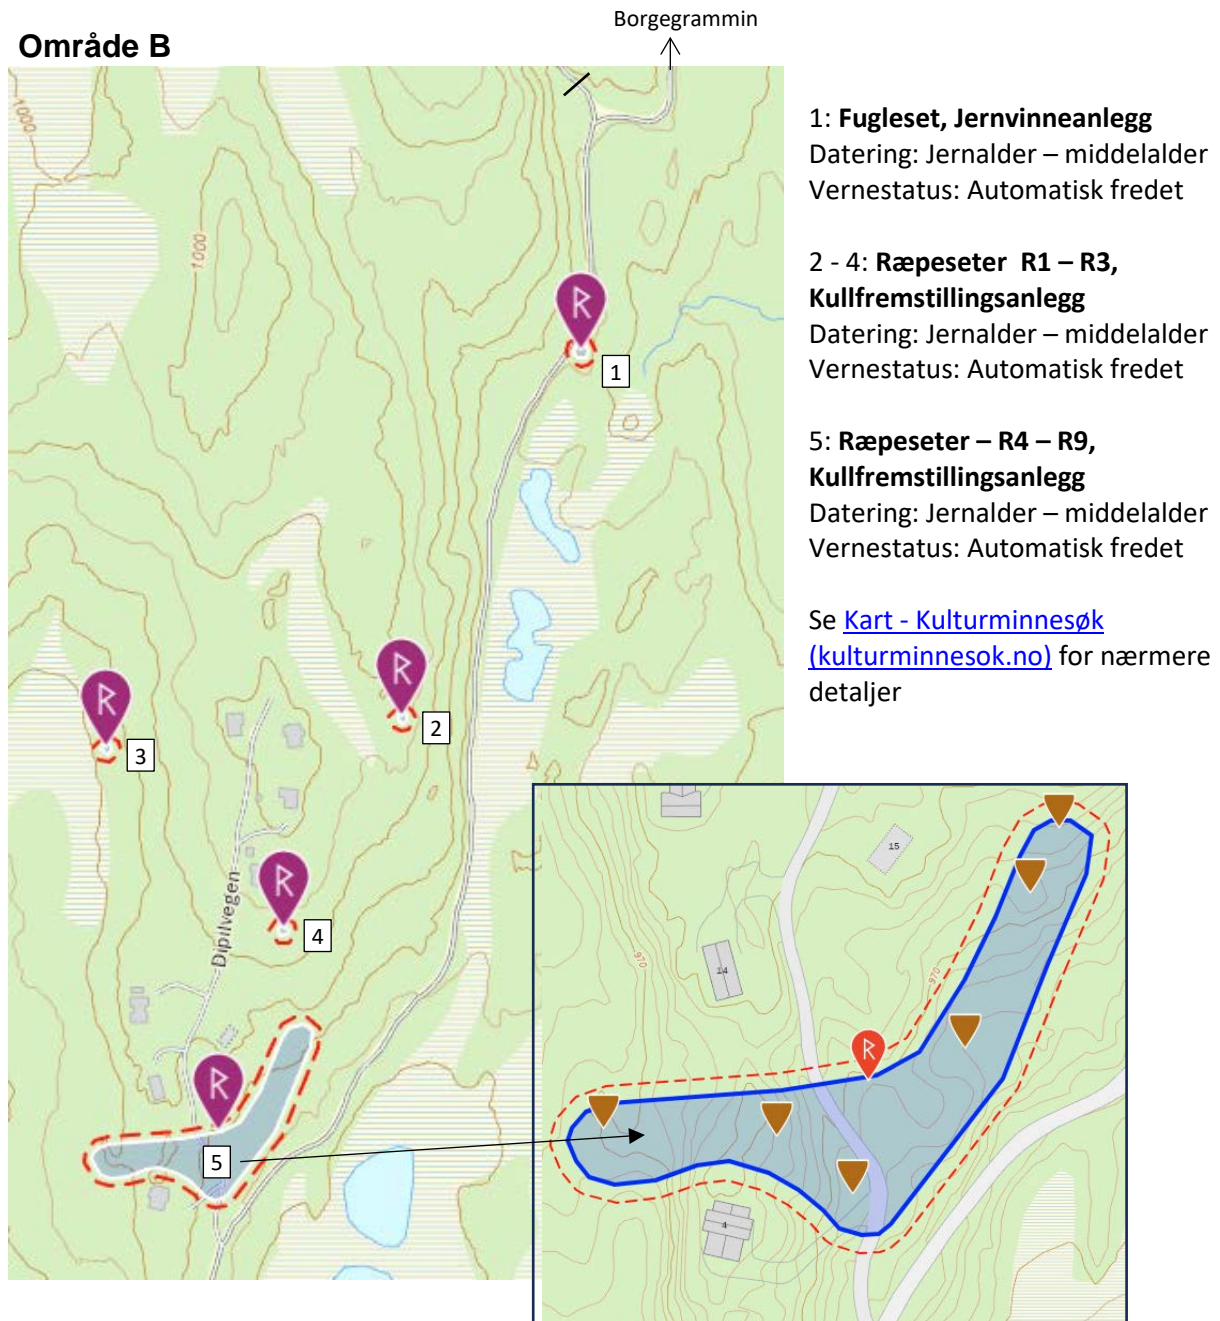 Borgegrammin
Område B
1: Fugleset, Jernvinneanlegg
Datering: Jernalder – middelalder
Vernestatus: Automatisk fredet
2 - 4: Ræpeseter R1 – R3,
Kullfremstillingsanlegg
Datering: Jernalder – middelalder
Vernestatus: Automatisk fredet
5: Ræpeseter – R4 – R9,
Kullfremstillingsanlegg
Datering: Jernalder – middelalder
Vernestatus: Automatisk fredet
Se Kart - Kulturminnesøk
(kulturminnesok.no) for nærmere
detaljer
1000
1000
1
2
3
4
Dipilvegen
5
15
14
970
970
4